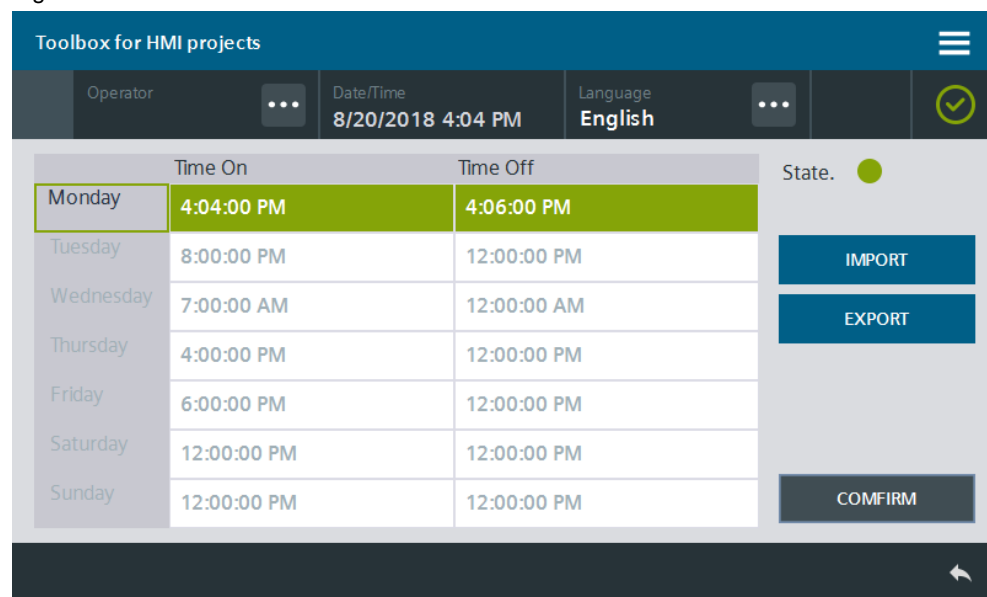 Toolbox for HMI projects
Operator Date/Time Language
8/20/2018 4:04 PM English
Time On Time Off State.
Monday 4:04:00 PM 4:06:00 PM
Tuesday 8:00:00 PM 12:00:00 PM IMPORT
Wednesday 7:00:00 AM 12:00:00 AM EXPORT
Thursday 4:00:00 PM 12:00:00 PM
Friday 6:00:00 PM 12:00:00 PM
Saturday 12:00:00 PM 12:00:00 PM
Sunday 12:00:00 PM 12:00:00 PM COMFIRM